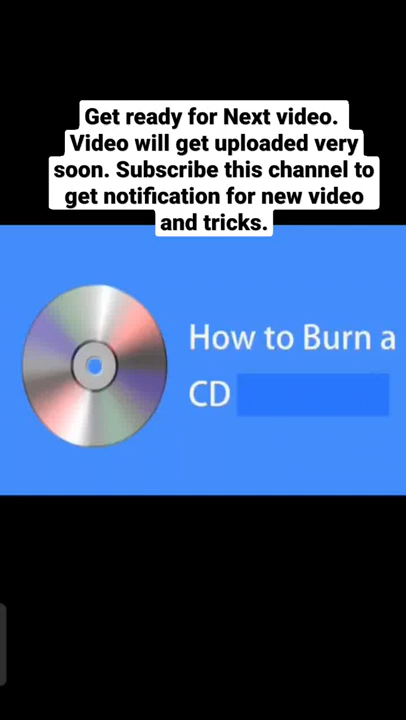 Get ready for Next video.
Video will get uploaded very
soon. Subscribe this channel to
get notification for new video
and tricks.
How to Burn a
CD